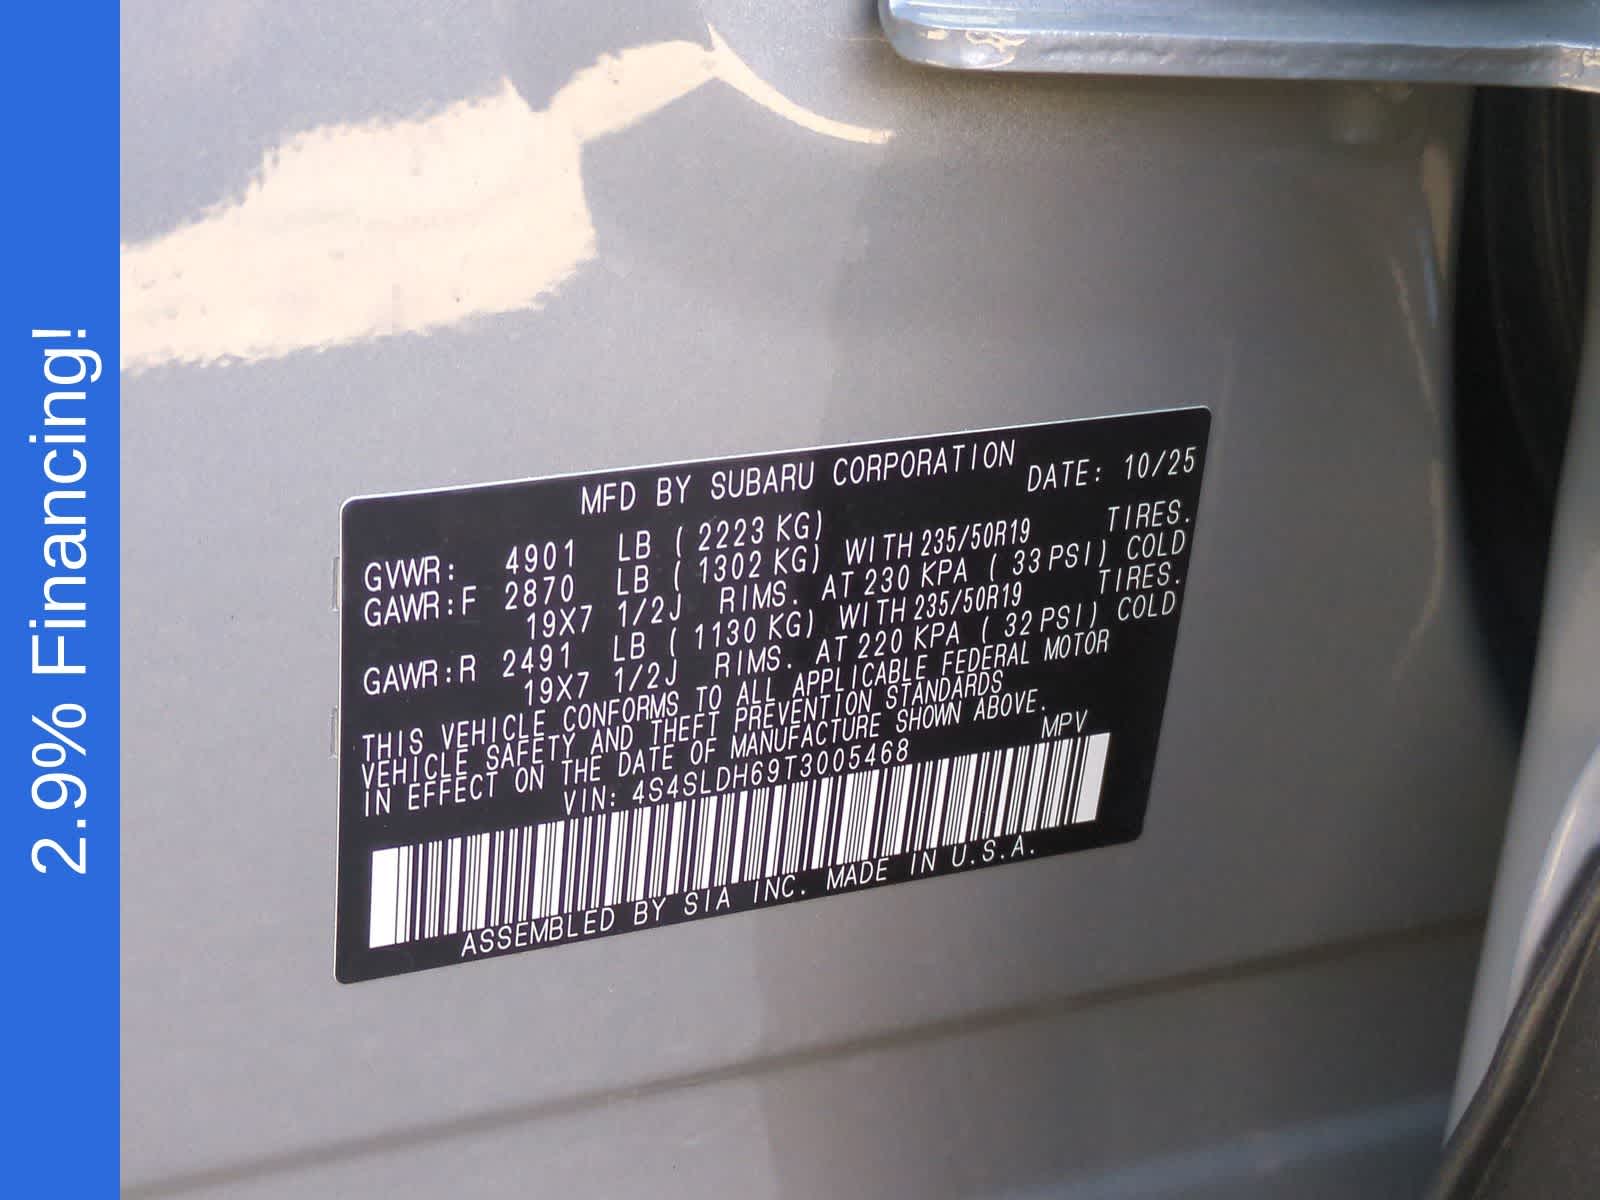 2.9% Financing!
MFD BY SUBARU CORPORATION DATE: 10/25
GVWR: 4901 LB ( 2223 KG)
GAWR:F 2870 LB ( 1302 KG) WITH 235/50R19 TIRES.
19X7 1/2J RIMS. AT 230 KPA ( 33 PSI) COLD
GAWR:R 2491 LB ( 1130 KG) WITH 235/50R19 TIRES.
19X7 1/2J RIMS. AT 220 KPA ( 32 PSI) COLD
THIS VEHICLE CONFORMS TO ALL APPLICABLE FEDERAL MOTOR
VEHICLE SAFETY AND THEFT PREVENTION STANDARDS
IN EFFECT ON THE DATE OF MANUFACTURE SHOWN ABOVE.
VIN: 4S4SLDH69T3005468 MPV
ASSEMBLED BY SIA INC. MADE IN U.S.A.